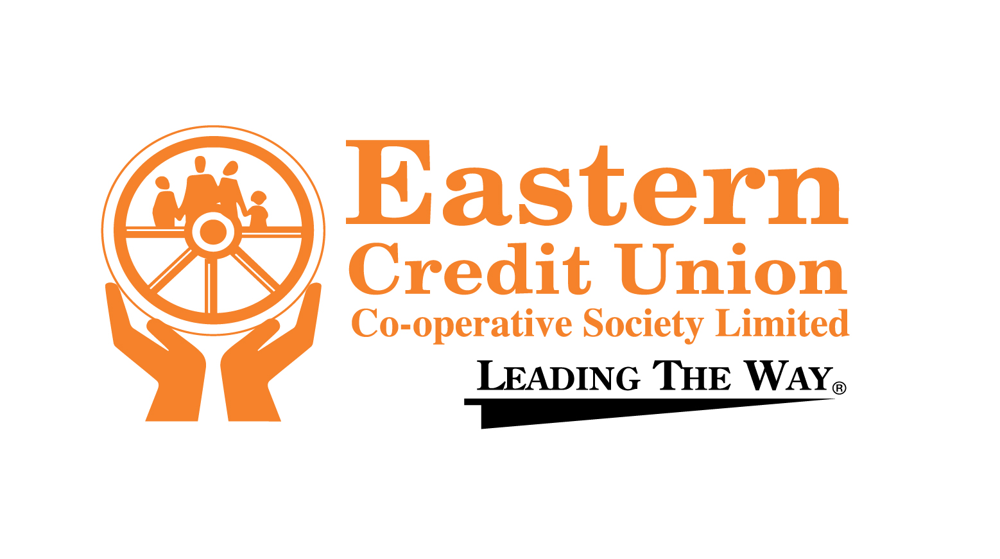 Eastern
Credit Union
Co-operative Society Limited
LEADING THE WAY®